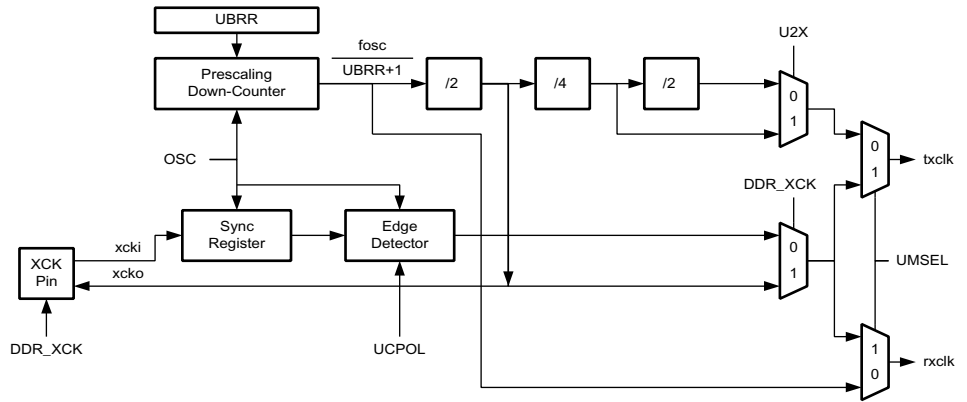 UBRR
fosc
UBRR+1
U2X
Prescaling
Down-Counter
/2
/4
/2
0
1
OSC
0
1
txclk
DDR_XCK
Sync
Register
Edge
Detector
xcki
XCK
Pin
xcko
0
1
UMSEL
DDR_XCK
UCPOL
1
0
rxclk